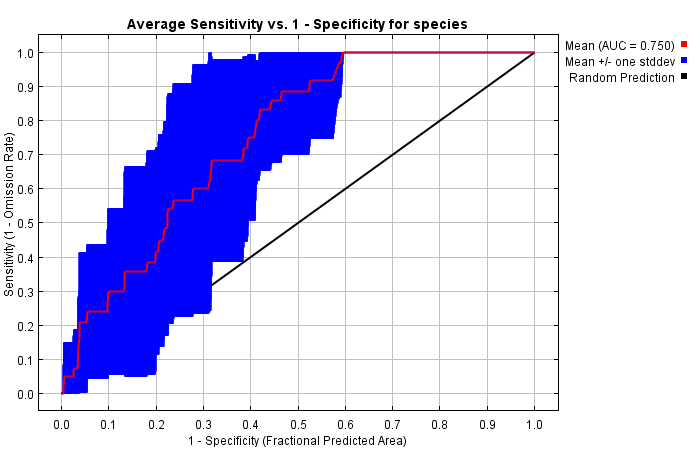 Average Sensitivity vs. 1 - Specificity for species
Mean (AUC = 0.750)
Mean +/- one stddev
Random Prediction
Sensitivity (1 - Omission Rate)
1.0
0.9
0.8
0.7
0.6
0.5
0.4
0.3
0.2
0.1
0.0
0.0 0.1 0.2 0.3 0.4 0.5 0.6 0.7 0.8 0.9 1.0
1 - Specificity (Fractional Predicted Area)